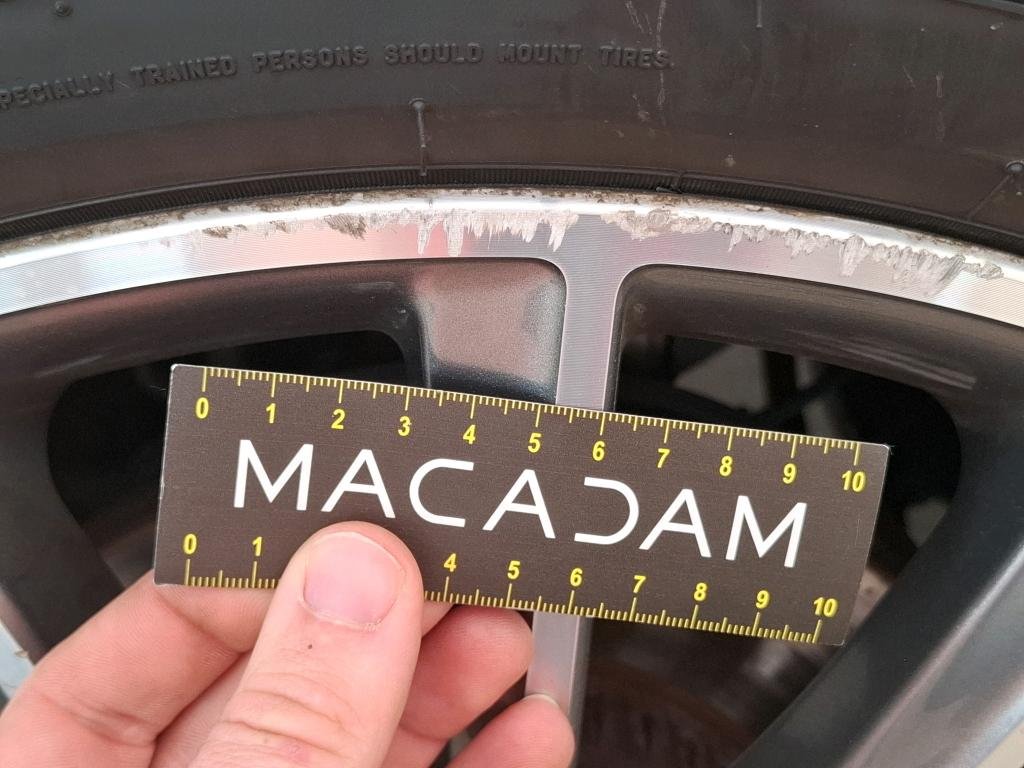 PECIALLY TRAINED PERSONS SHOULD MOUNT TIRES.
0 1 2 3 4 5 6 7 8 9 10
MACADAM
0 1 4 5 6 7 8 9 10